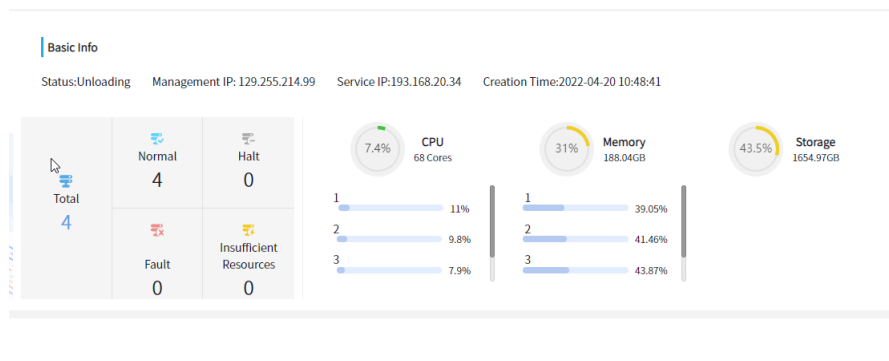 Basic Info
Status:Unloading Management IP: 129.255.214.99 Service IP:193.168.20.34 Creation Time:2022-04-20 10:48:41
Total
4
Normal
4
Halt
0
Fault
0
Insufficient
Resources
0
7.4%
CPU
68 Cores
1
11%
2
9.8%
3
7.9%
31%
Memory
188.04GB
1
39.05%
2
41.46%
3
43.87%
43.5%
Storage
1654.97GB